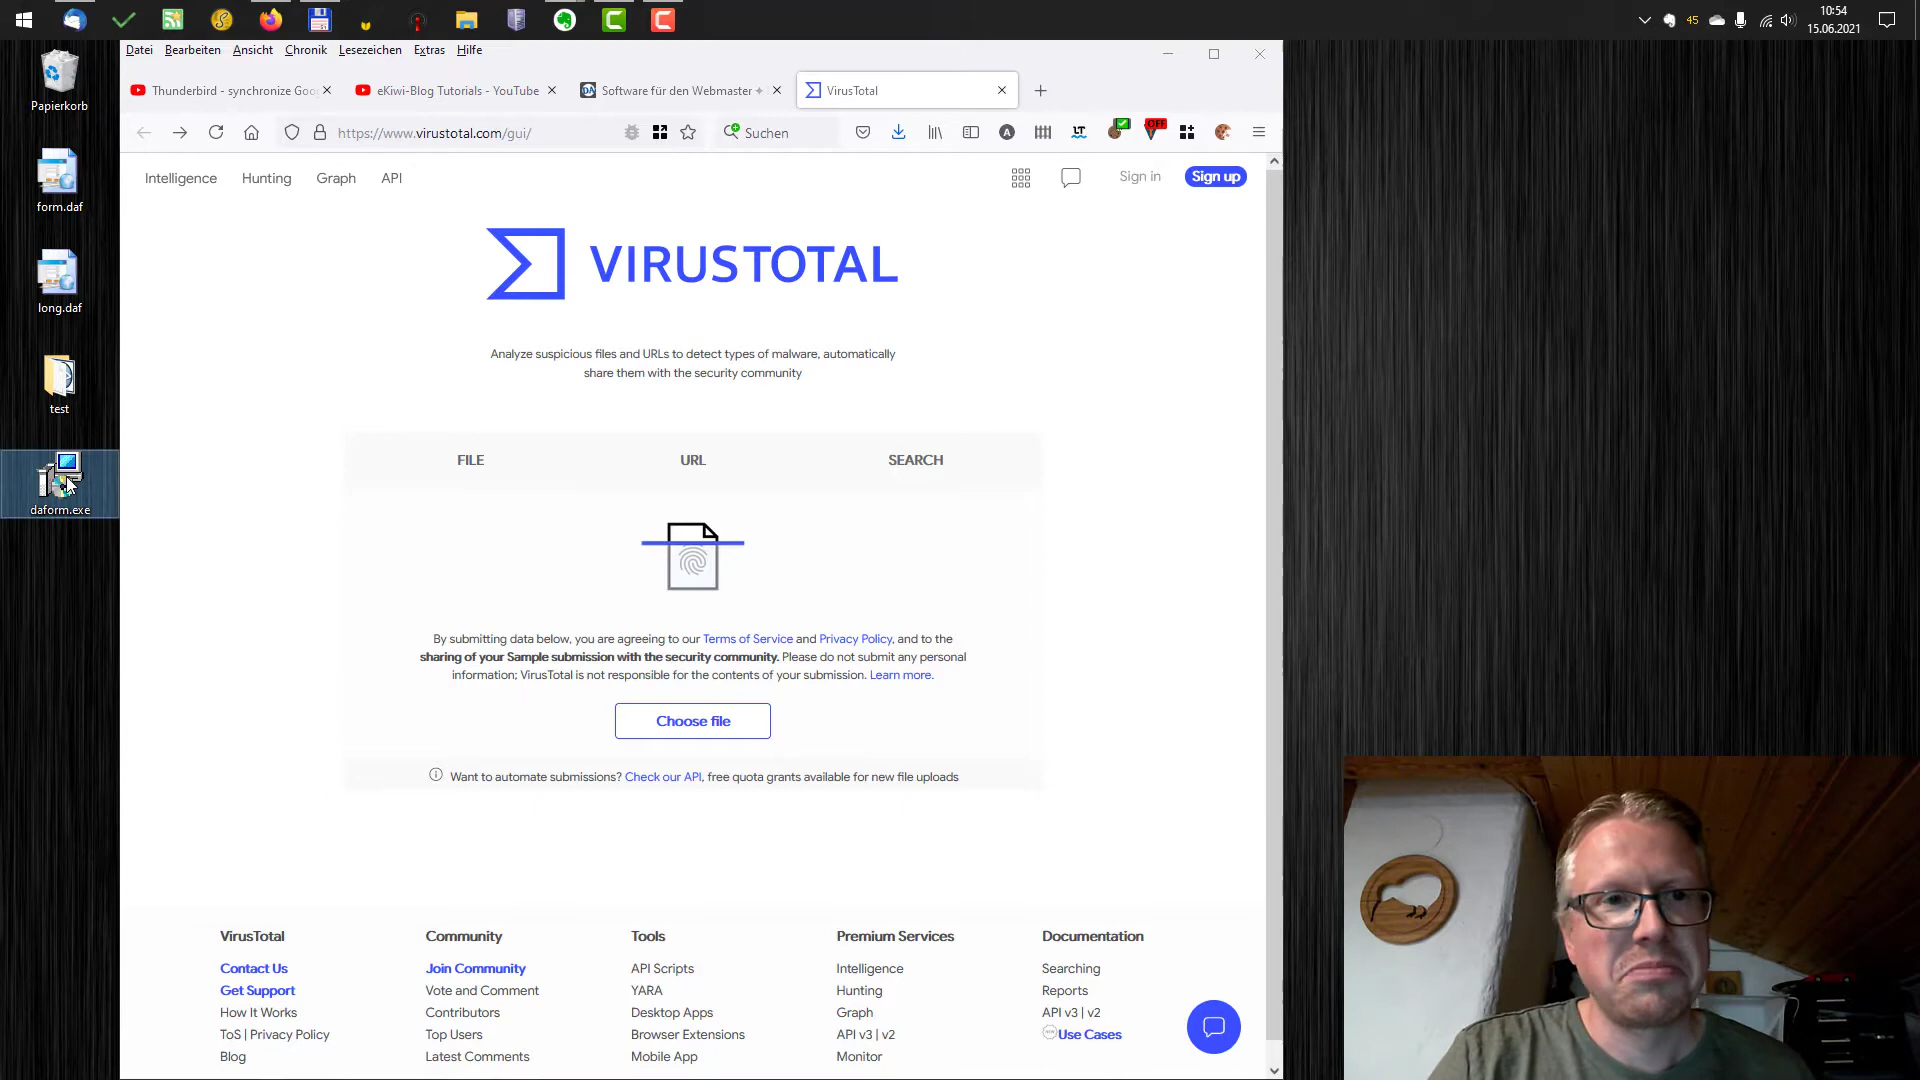 45
10:54
15.06.2021
Datei Bearbeiten Ansicht Chronik Lesezeichen Extras Hilfe
Thunderbird - synchronize Goo
eKiwi-Blog Tutorials - YouTube
Software für den Webmaster
VirusTotal
https://www.virustotal.com/gui/
Suchen
A
LT
OFF
Papierkorb
form.daf
long.daf
test
daform.exe
Intelligence Hunting Graph API
Sign in Sign up
VIRUSTOTAL
Analyze suspicious files and URLs to detect types of malware, automatically
share them with the security community
FILE URL SEARCH
By submitting data below, you are agreeing to our Terms of Service and Privacy Policy, and to the
sharing of your Sample submission with the security community. Please do not submit any personal
information; VirusTotal is not responsible for the contents of your submission. Learn more.
Choose file
Want to automate submissions? Check our API, free quota grants available for new file uploads
VirusTotal Community Tools Premium Services Documentation
Contact Us Join Community API Scripts Intelligence Searching
Get Support Vote and Comment YARA Hunting Reports
How It Works Contributors Desktop Apps Graph API v3 | v2
ToS | Privacy Policy Top Users Browser Extensions API v3 | v2 Use Cases
Blog Latest Comments Mobile App Monitor